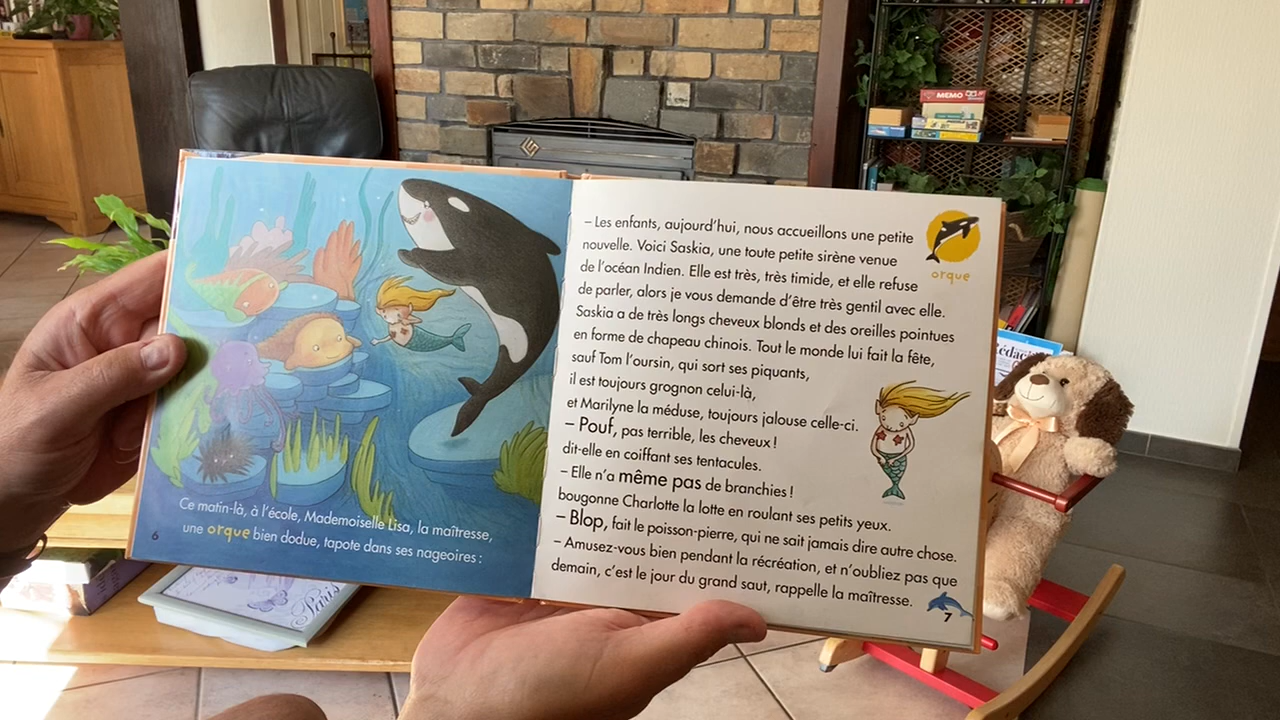 Ce matin-là, à l'école, Mademoiselle Lisa, la maîtresse,
une orque bien dodue, tapote dans ses nageoires :
6
– Les enfants, aujourd'hui, nous accueillons une petite
nouvelle. Voici Saskia, une toute petite sirène venue
de l'océan Indien. Elle est très, très timide, et elle refuse
de parler, alors je vous demande d'être très gentil avec elle.
Saskia a de très longs cheveux blonds et des oreilles pointues
en forme de chapeau chinois. Tout le monde lui fait la fête,
sauf Tom l'oursin, qui sort ses piquants,
il est toujours grognon celui-là,
et Marilyne la méduse, toujours jalouse celle-ci.
– Pouf, pas terrible, les cheveux !
dit-elle en coiffant ses tentacules.
– Elle n'a même pas de branchies !
bougonne Charlotte la lotte en roulant ses petits yeux.
– Blop, fait le poisson-pierre, qui ne sait jamais dire autre chose.
– Amusez-vous bien pendant la récréation, et n'oubliez pas que
demain, c'est le jour du grand saut, rappelle la maîtresse.
orque
7
MEMO
Paris